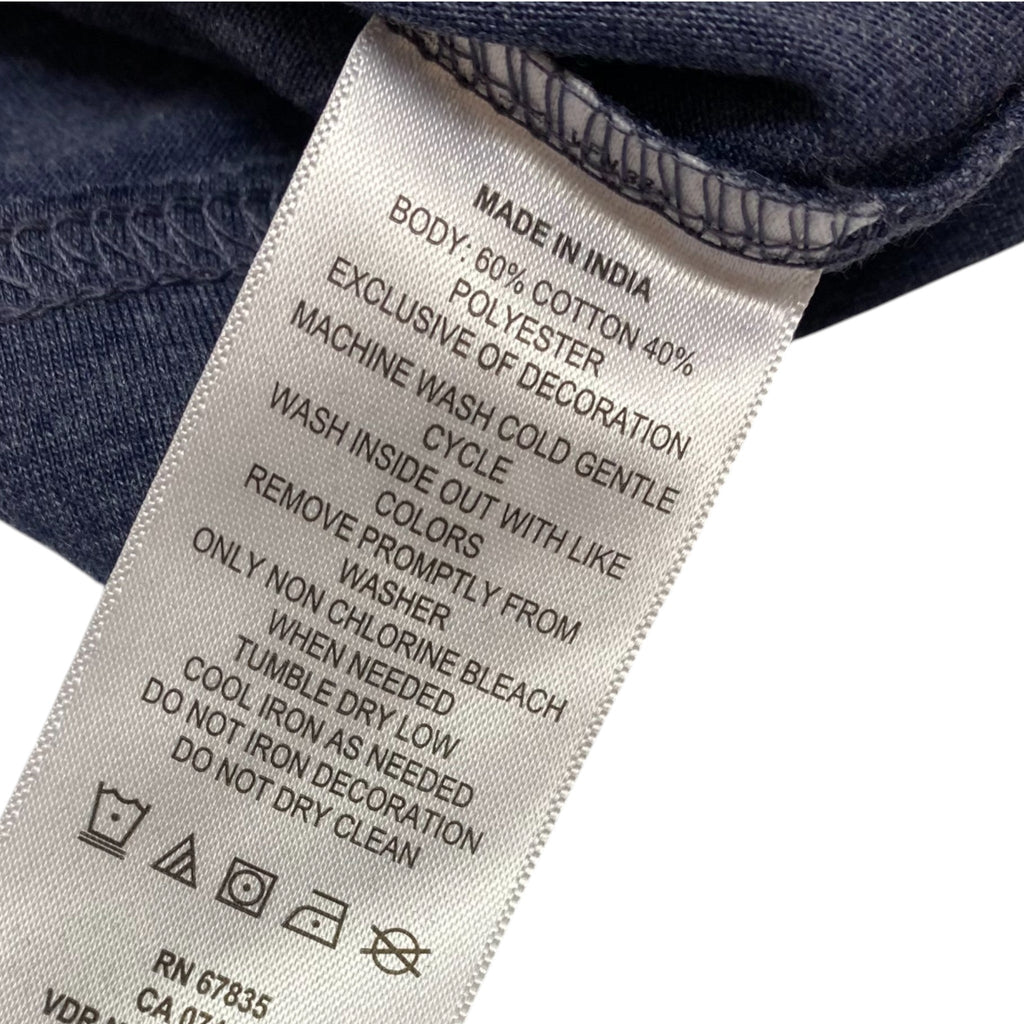 MADE IN INDIA
BODY: 60% COTTON 40%
POLYESTER
EXCLUSIVE OF DECORATION
MACHINE WASH COLD GENTLE
CYCLE
WASH INSIDE OUT WITH LIKE
COLORS
REMOVE PROMPTLY FROM
WASHER
ONLY NON CHLORINE BLEACH
WHEN NEEDED
TUMBLE DRY LOW
COOL IRON AS NEEDED
DO NOT IRON DECORATION
DO NOT DRY CLEAN
RN 67835
CA
VDR